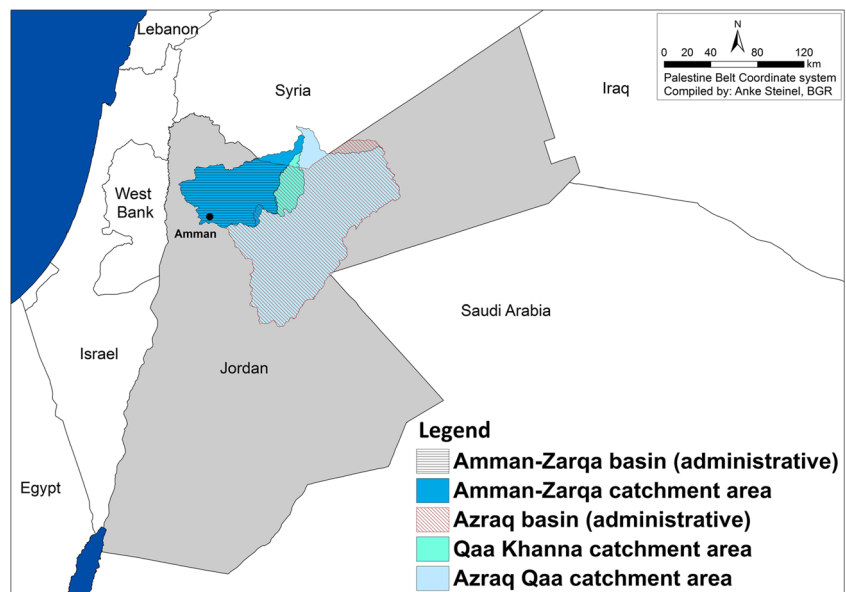 Lebanon
N
0 20 40 80 120
km
Palestine Belt Coordinate system
Compiled by: Anke Steinel, BGR
Syria
Iraq
West
Bank
Amman
Saudi Arabia
Israel
Jordan
Egypt
Legend
Amman-Zarqa basin (administrative)
Amman-Zarqa catchment area
Azraq basin (administrative)
Qaa Khanna catchment area
Azraq Qaa catchment area